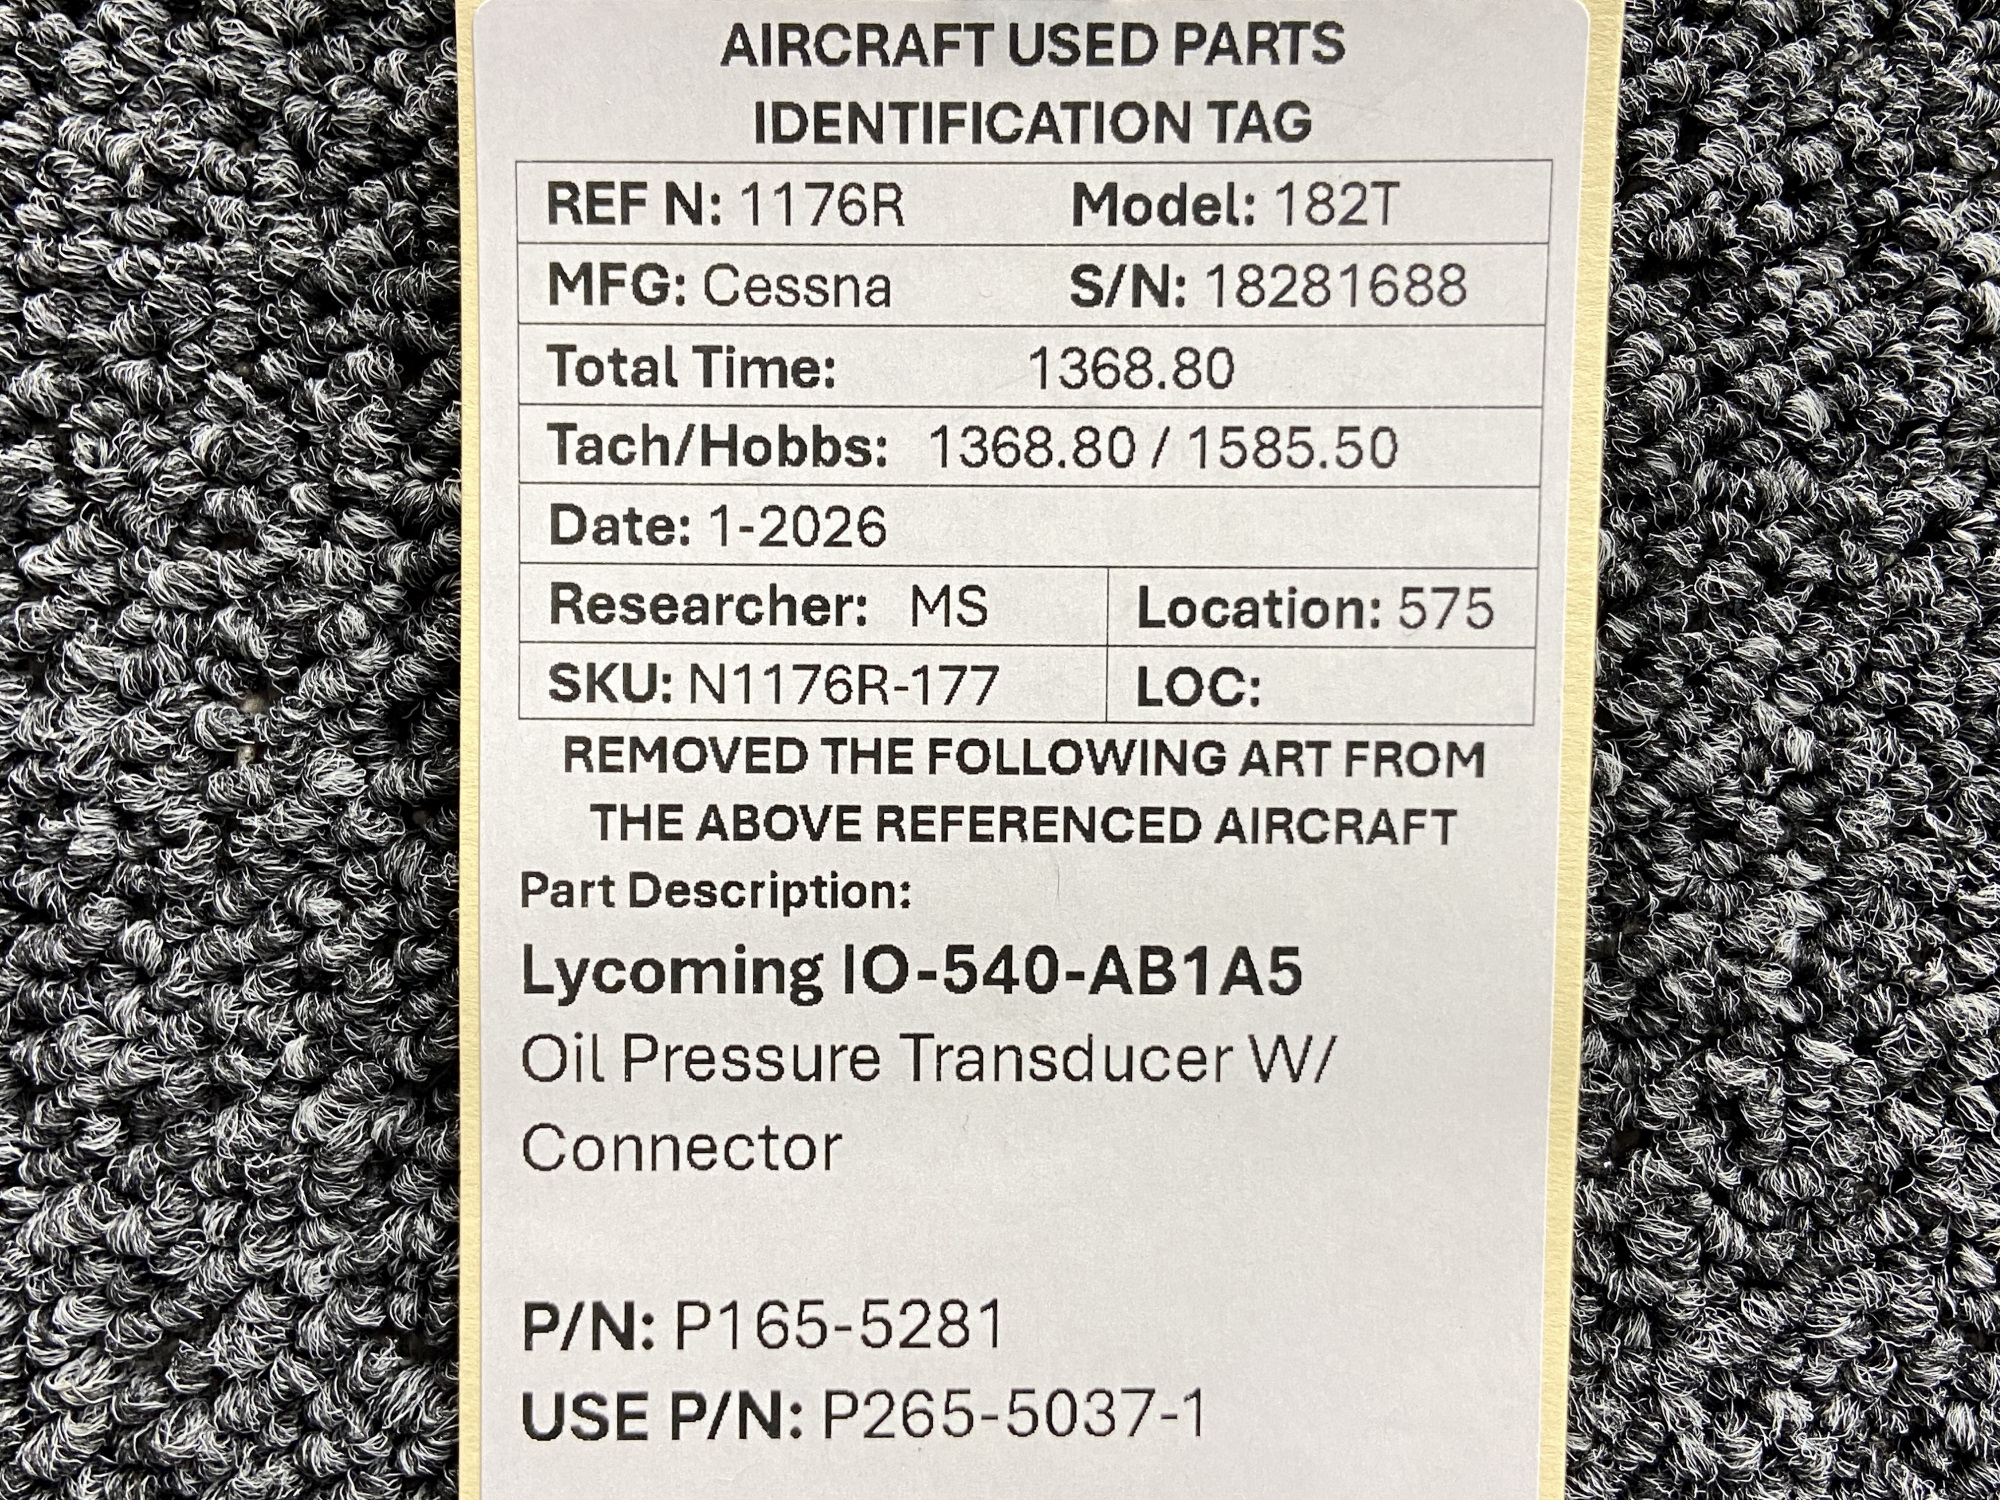 AIRCRAFT USED PARTS
IDENTIFICATION TAG
REF N: 1176R Model: 182T
MFG: Cessna S/N: 18281688
Total Time: 1368.80
Tach/Hobbs: 1368.80 / 1585.50
Date: 1-2026
Researcher: MS Location: 575
SKU: N1176R-177 LOC:
REMOVED THE FOLLOWING ART FROM
THE ABOVE REFERENCED AIRCRAFT
Part Description:
Lycoming IO-540-AB1A5
Oil Pressure Transducer W/
Connector
P/N: P165-5281
USE P/N: P265-5037-1